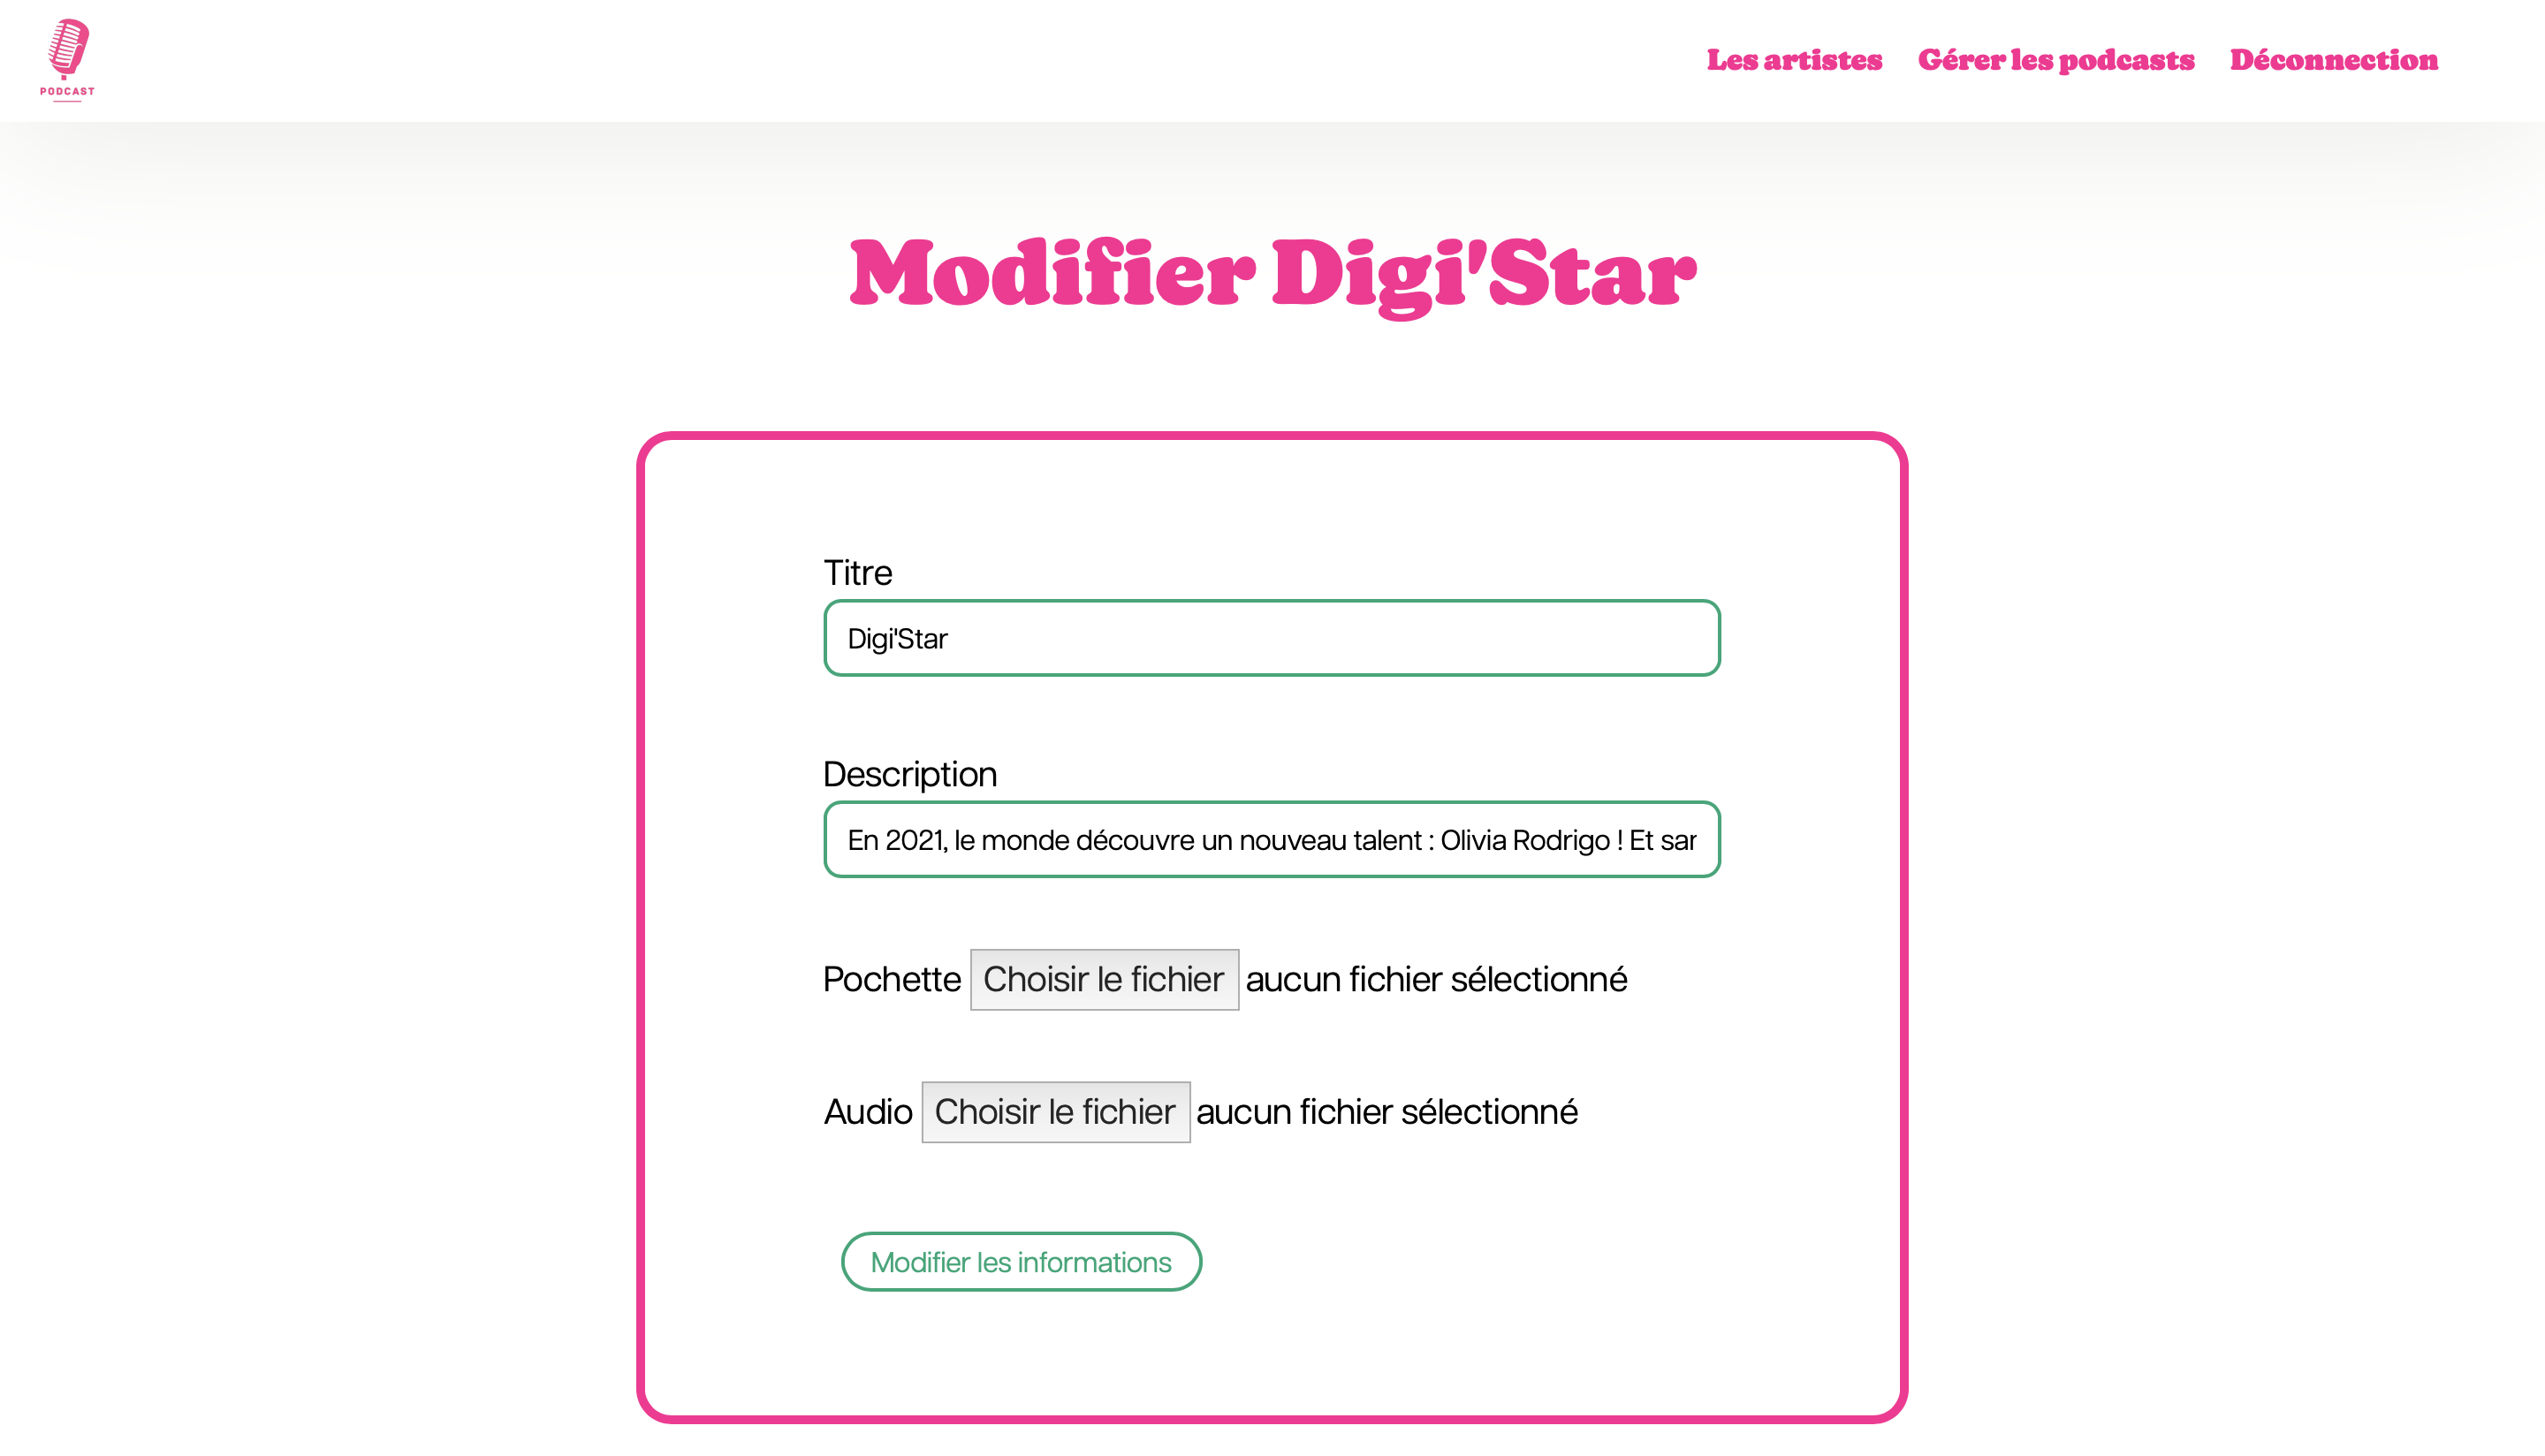 PODCAST
Les artistes Gérer les podcasts Déconnection
Modifier Digi'Star
Titre
Digi'Star
Description
En 2021, le monde découvre un nouveau talent : Olivia Rodrigo ! Et
Pochette Choisir le fichier aucun fichier sélectionné
Audio Choisir le fichier aucun fichier sélectionné
Modifier les informations